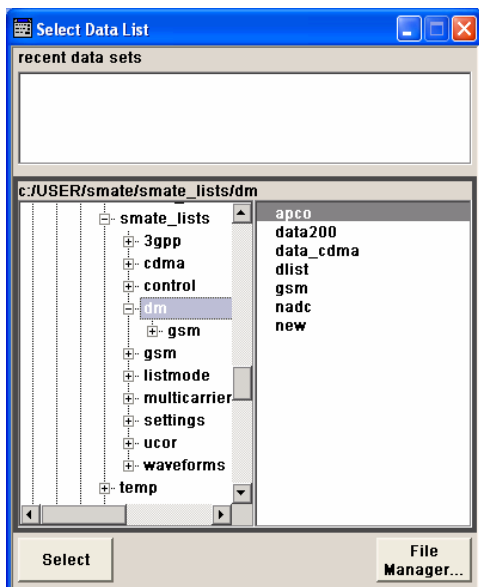 Select Data List
recent data sets
c:/USER/smate/smate_lists/dm
smate_lists
3gpp
cdma
control
dm
gsm
gsm
listmode
multicarrier
settings
ucor
waveforms
temp
apco
data200
data_cdma
dlist
gsm
nadc
new
Select
File
Manager...